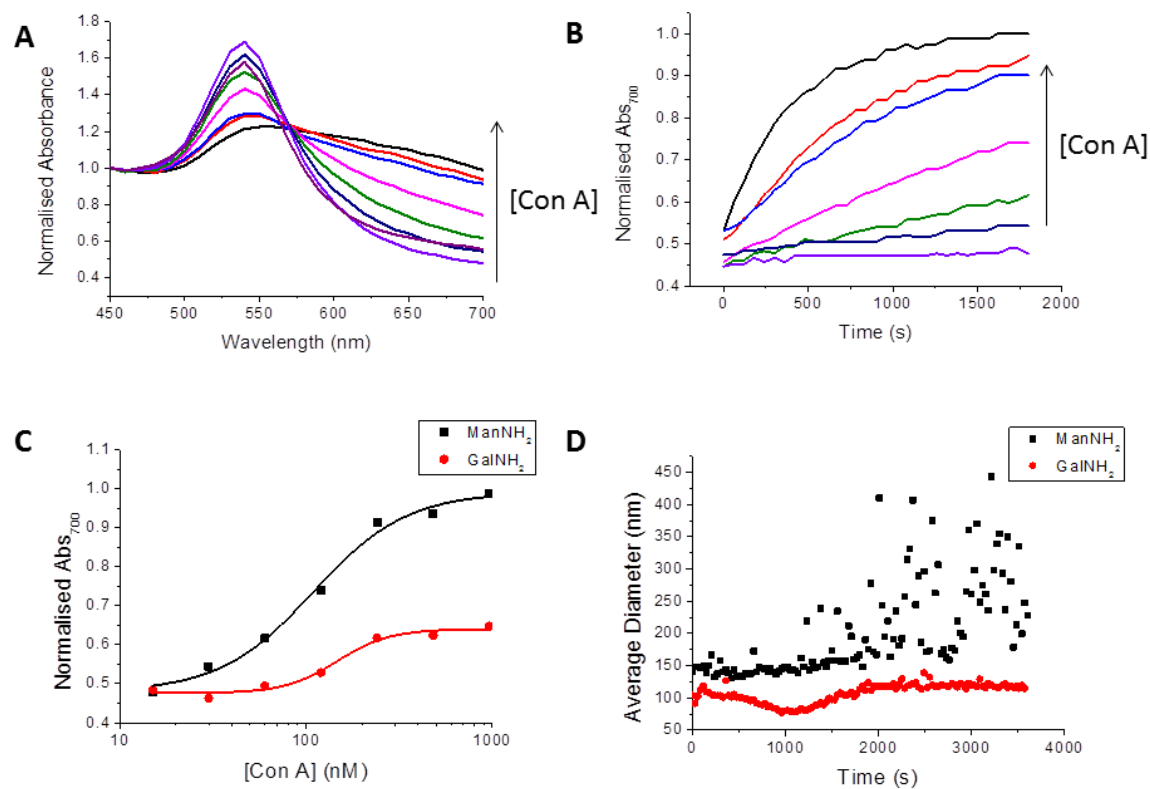 A
Normalised Absorbance
1.8
1.6
1.4
1.2
1.0
0.8
0.6
0.4
450 500 550 600 650 700
Wavelength (nm)
[Con A]
B
Normalised Abs₇₀₀
1.0
0.9
0.8
0.7
0.6
0.5
0.4
0 500 1000 1500 2000
Time (s)
[Con A]
C
ManNH₂
GalNH₂
Normalised Abs₇₀₀
1.1
1.0
0.9
0.8
0.7
0.6
0.5
0.4
10 100 1000
[Con A] (nM)
D
ManNH₂
GalNH₂
Average Diameter (nm)
450
400
350
300
250
200
150
100
50
0 1000 2000 3000 4000
Time (s)